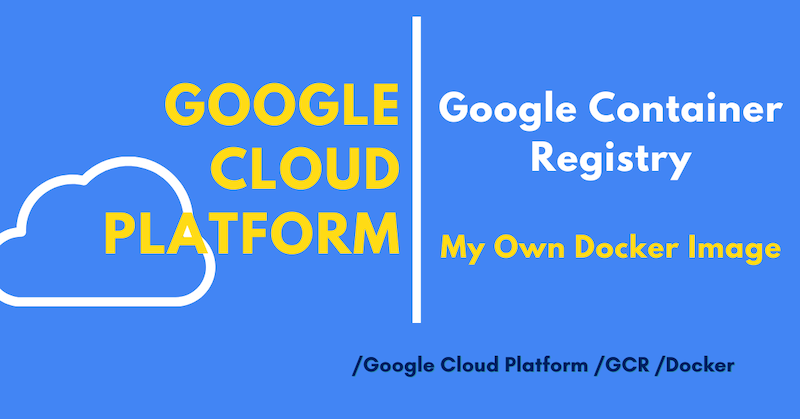 GOOGLE
CLOUD
PLATFORM
Google Container
Registry
My Own Docker Image
/Google Cloud Platform /GCR /Docker